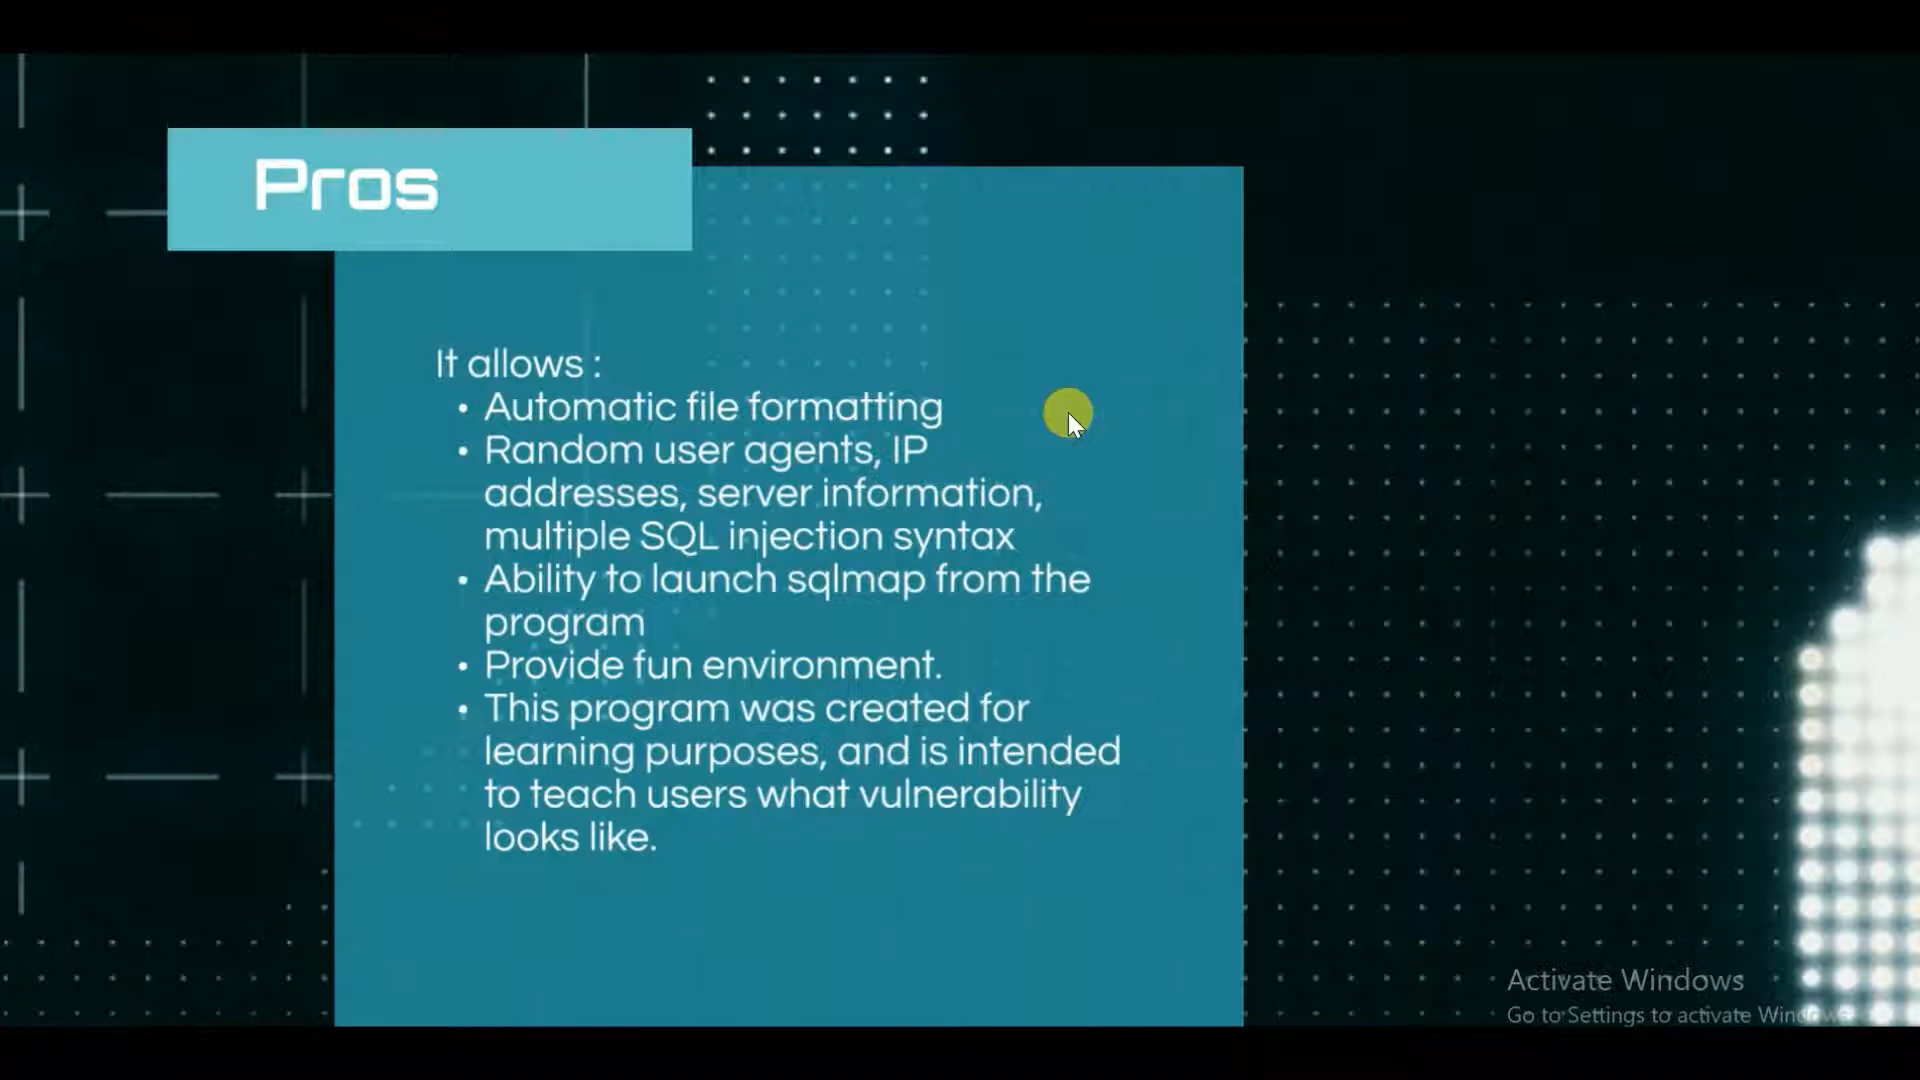 Pros
It allows :
• Automatic file formatting
• Random user agents, IP
addresses, server information,
multiple SQL injection syntax
• Ability to launch sqlmap from the
program
• Provide fun environment.
• This program was created for
learning purposes, and is intended
to teach users what vulnerability
looks like.
Activate Windows
Go to Settings to activate Windows.